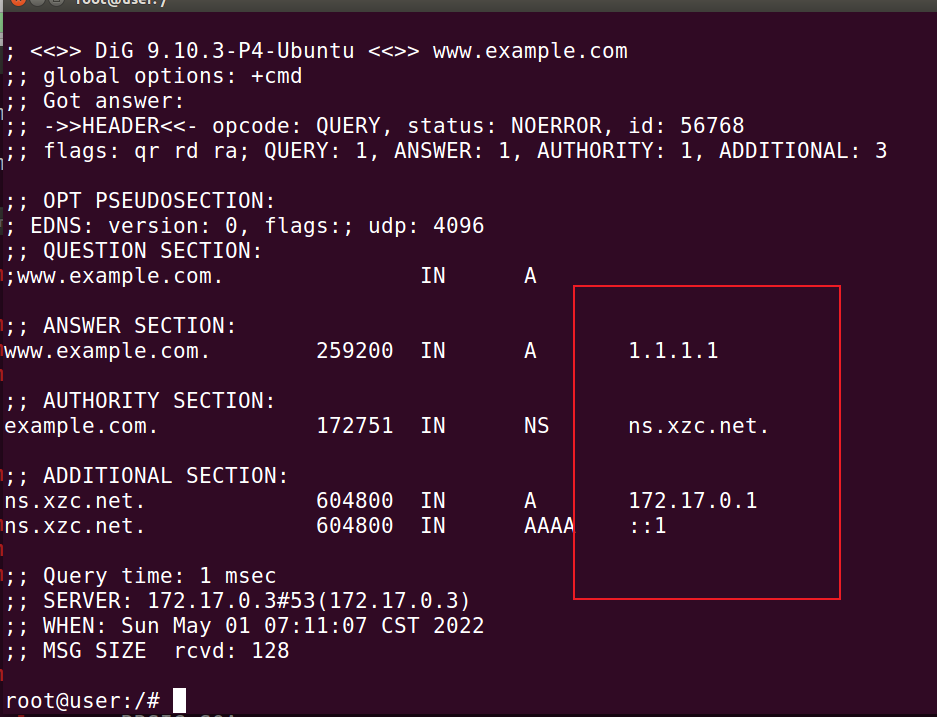 ; <<>> DiG 9.10.3-P4-Ubuntu <<>> www.example.com
;; global options: +cmd
;; Got answer:
;; ->>HEADER<<- opcode: QUERY, status: NOERROR, id: 56768
;; flags: qr rd ra; QUERY: 1, ANSWER: 1, AUTHORITY: 1, ADDITIONAL: 3
;; OPT PSEUDOSECTION:
; EDNS: version: 0, flags:; udp: 4096
;; QUESTION SECTION:
;www.example.com. IN A
;; ANSWER SECTION:
www.example.com. 259200 IN A 1.1.1.1
;; AUTHORITY SECTION:
example.com. 172751 IN NS ns.xzc.net.
;; ADDITIONAL SECTION:
ns.xzc.net. 604800 IN A 172.17.0.1
ns.xzc.net. 604800 IN AAAA ::1
;; Query time: 1 msec
;; SERVER: 172.17.0.3#53(172.17.0.3)
;; WHEN: Sun May 01 07:11:07 CST 2022
;; MSG SIZE rcvd: 128
root@user:/#